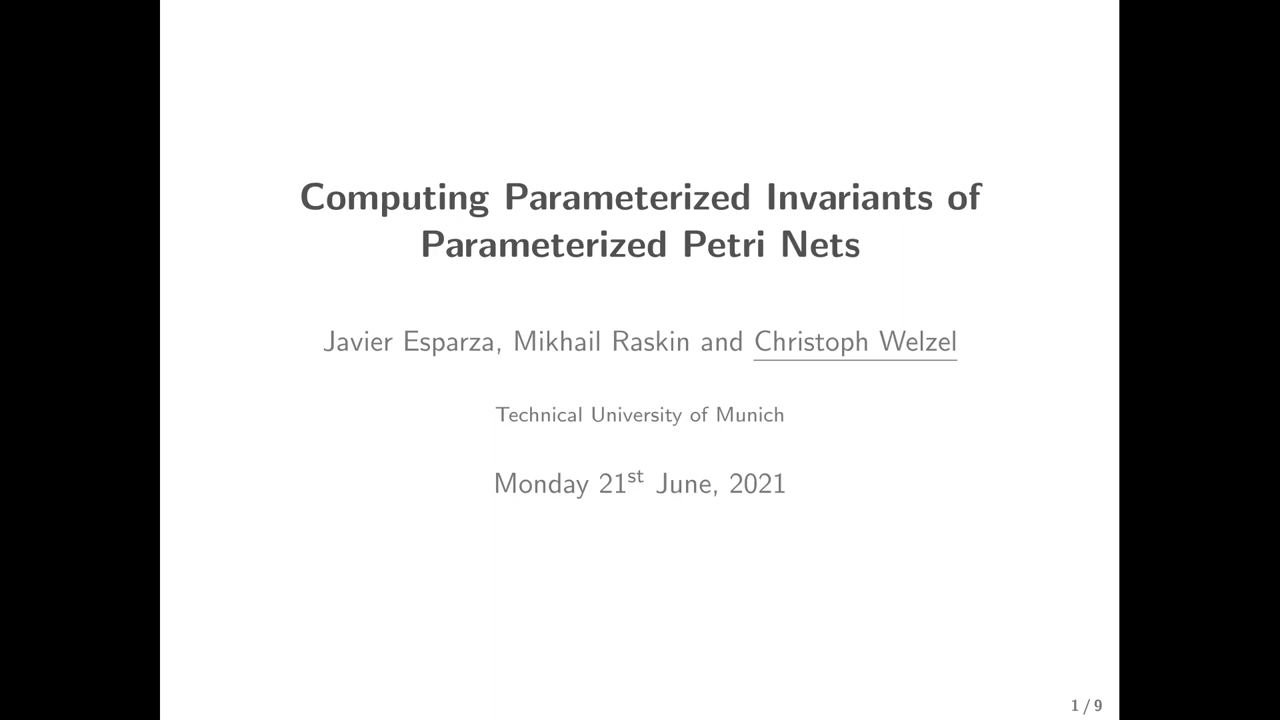 Computing Parameterized Invariants of
Parameterized Petri Nets
Javier Esparza, Mikhail Raskin and Christoph Welzel
Technical University of Munich
Monday 21st June, 2021
1 / 9